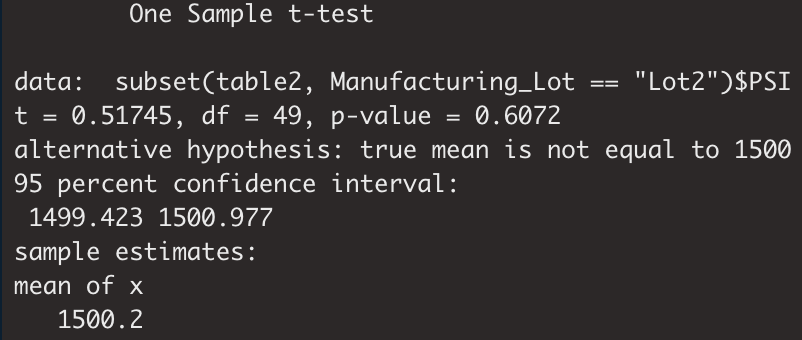 One Sample t-test
data:  subset(table2, Manufacturing_Lot == "Lot2")$PSI
t = 0.51745, df = 49, p-value = 0.6072
alternative hypothesis: true mean is not equal to 1500
95 percent confidence interval:
 1499.423 1500.977
sample estimates:
mean of x
   1500.2